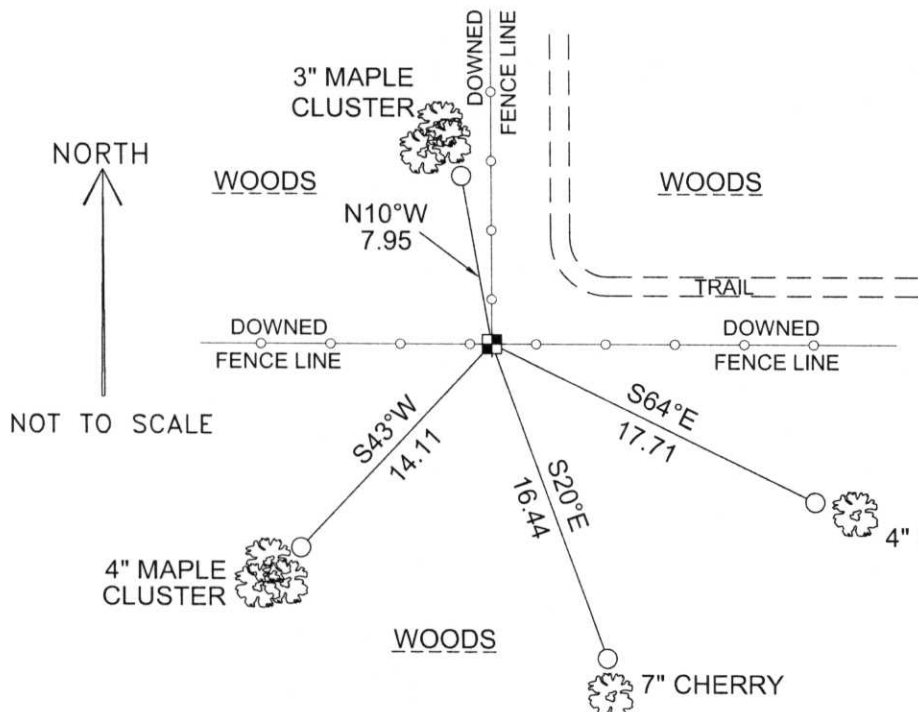 3" MAPLE
CLUSTER
DOWNED
FENCE LINE
NORTH
WOODS
WOODS
N10°W
7.95
TRAIL
DOWNED
FENCE LINE
DOWNED
FENCE LINE
NOT TO SCALE
S43°W
14.11
S20°E
16.44
S64°E
17.71
4"
4" MAPLE
CLUSTER
WOODS
7" CHERRY